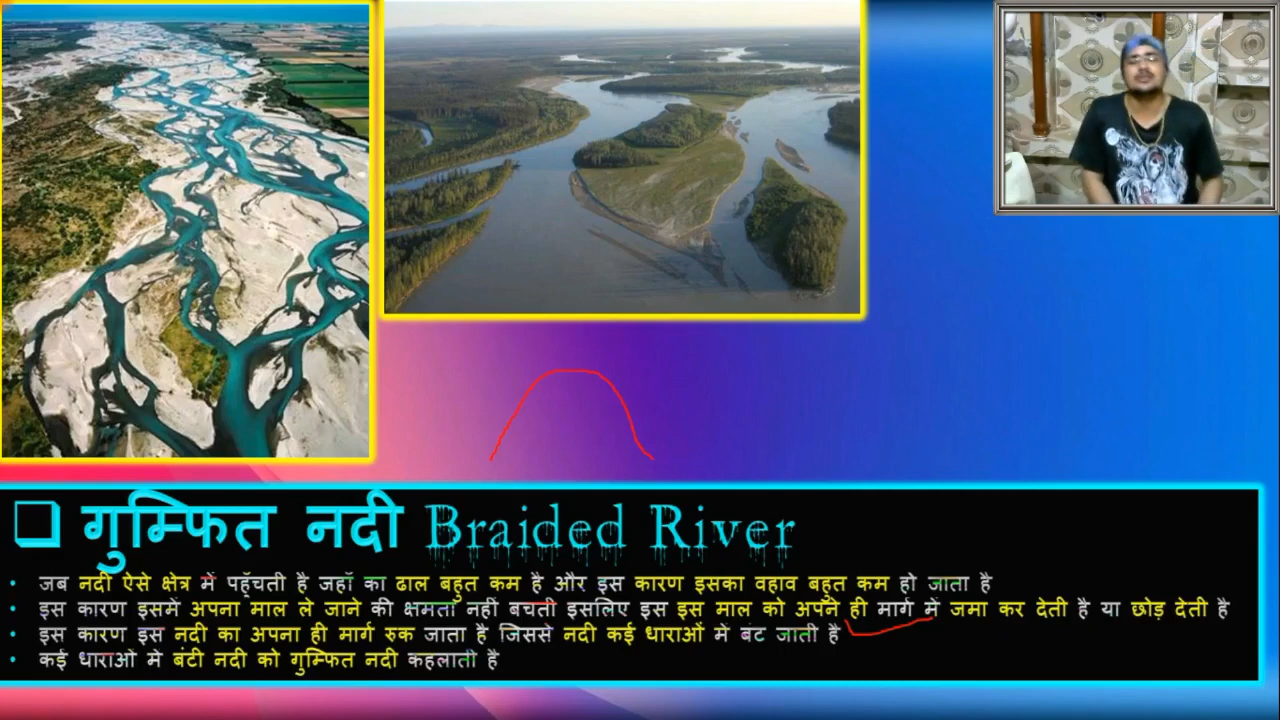 ❑ गुम्फित नदी Braided River
• जब नदी ऐसे क्षेत्र में पहुँचती है जहाँ का ढाल बहुत कम है और इस कारण इसका वहाव बहुत कम हो जाता है
• इस कारण इसमें अपना माल ले जाने की क्षमता नहीं बचती इसलिए इस इस माल को अपने ही मार्ग में जमा कर देती है या छोड़ देती है
• इस कारण इस नदी का अपना ही मार्ग रुक जाता है जिससे नदी कई धाराओं में बंट जाती है
• कई धाराओं में बंटी नदी को गुम्फित नदी कहलाती है